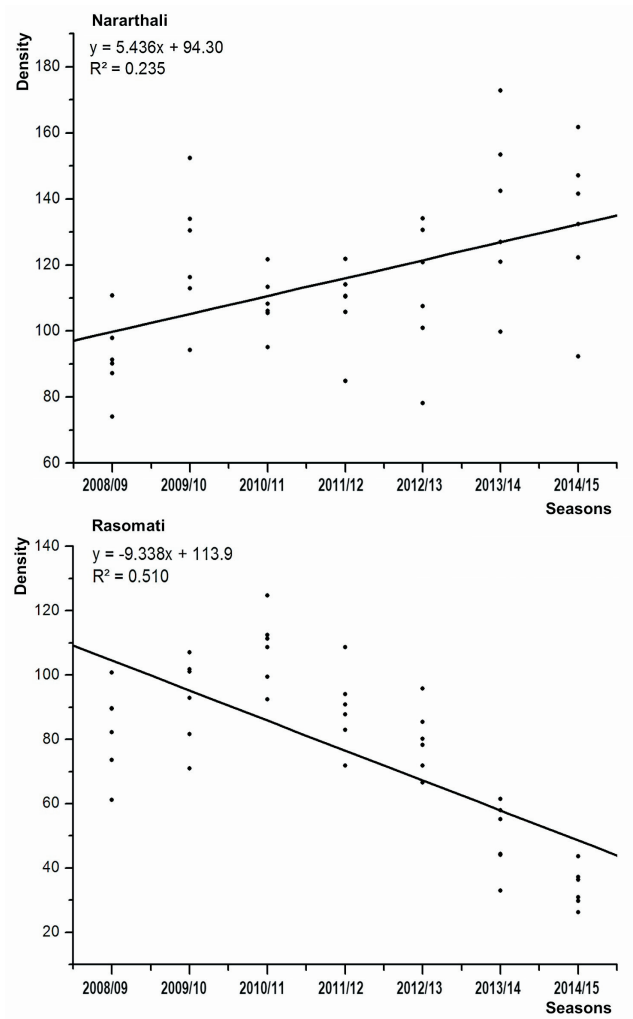 Nararthali
y = 5.436x + 94.30
R² = 0.235
Density
180
160
140
120
100
80
60
2008/09 2009/10 2010/11 2011/12 2012/13 2013/14 2014/15
Seasons
Rasomati
y = -9.338x + 113.9
R² = 0.510
Density
140
120
100
80
60
40
20
2008/09 2009/10 2010/11 2011/12 2012/13 2013/14 2014/15
Seasons